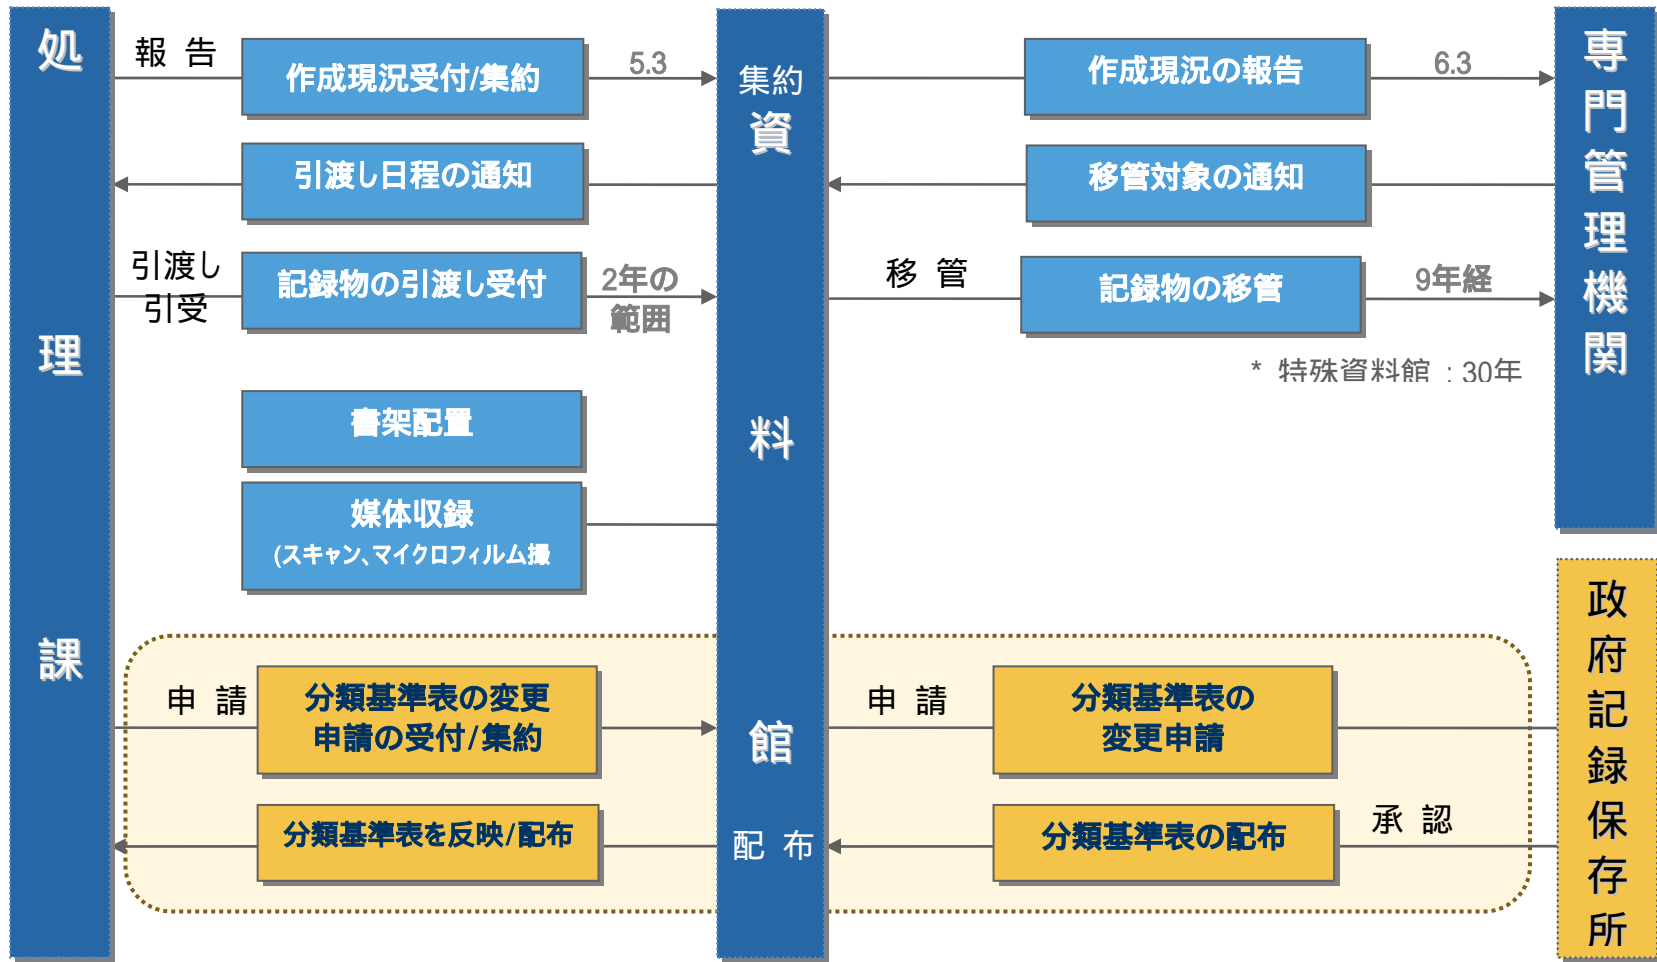 処理課
報 告
作成現況受付/集約
5.3
集約
資料館
作成現況の報告
6.3
専門管理機関
引渡し日程の通知
移管対象の通知
引渡し
引受
記録物の引渡し受付
2年の
範囲
移 管
記録物の移管
9年経
* 特殊資料館 : 30年
書架配置
媒体収録
(スキャン、マイクロフィルム撮
申 請
分類基準表の変更
申請の受付/集約
申 請
分類基準表の
変更申請
政府記録保存所
分類基準表を反映/配布
配 布
分類基準表の配布
承 認